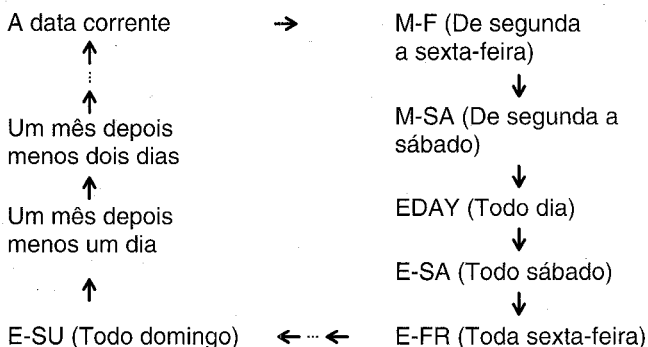 A data corrente
M-F (De segunda
a sexta-feira)
M-SA (De segunda a
sábado)
EDAY (Todo dia)
E-SA (Todo sábado)
E-FR (Toda sexta-feira)
E-SU (Todo domingo)
Um mês depois
menos um dia
Um mês depois
menos dois dias